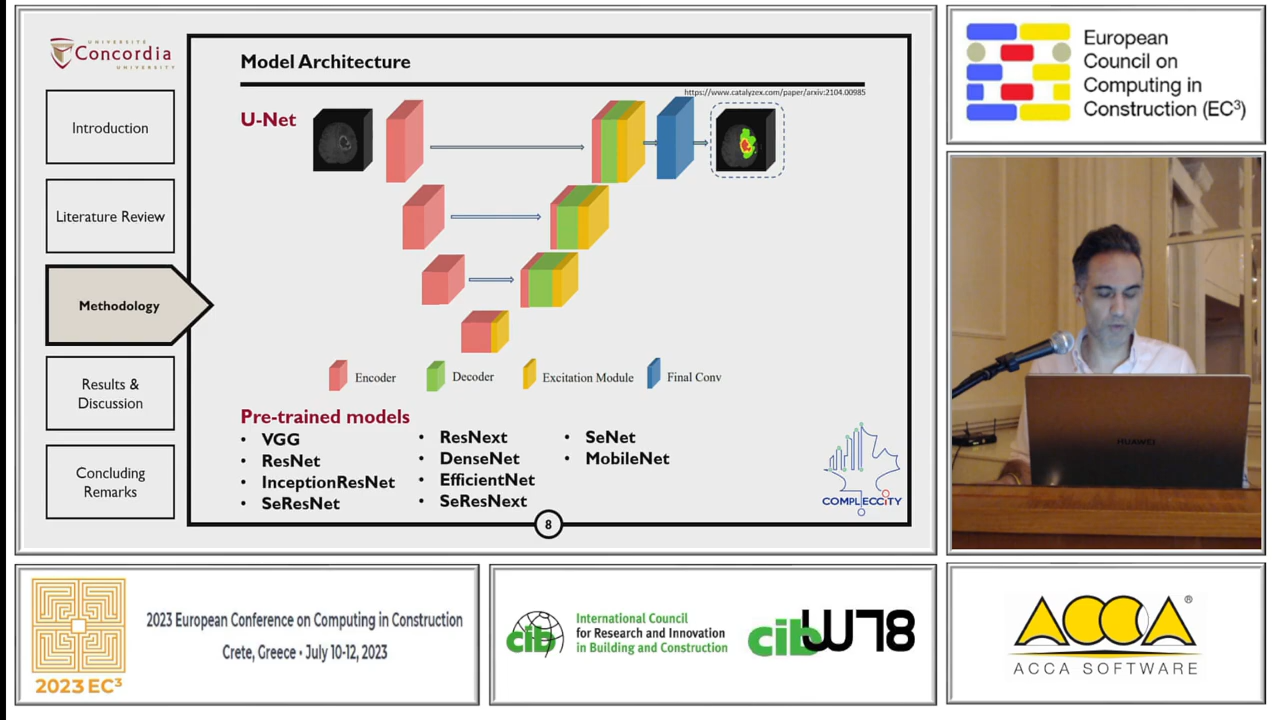 UNIVERSITÉ
Concordia
UNIVERSITY
Introduction
Literature Review
Methodology
Results &
Discussion
Concluding
Remarks
Model Architecture
https://www.catalyzex.com/paper/arxiv:2104.00985
U-Net
Encoder
Decoder
Excitation Module
Final Conv
Pre-trained models
• VGG
• ResNet
• InceptionResNet
• SeResNet
• ResNext
• DenseNet
• EfficientNet
• SeResNext
• SeNet
• MobileNet
COMPLECCiTY
8
European
Council on
Computing in
Construction (EC³)
HUAWEI
2023 EC³
2023 European Conference on Computing in Construction
Crete, Greece • July 10-12, 2023
cib
International Council
for Research and Innovation
in Building and Construction
cib W78
ACCA ®
ACCA SOFTWARE